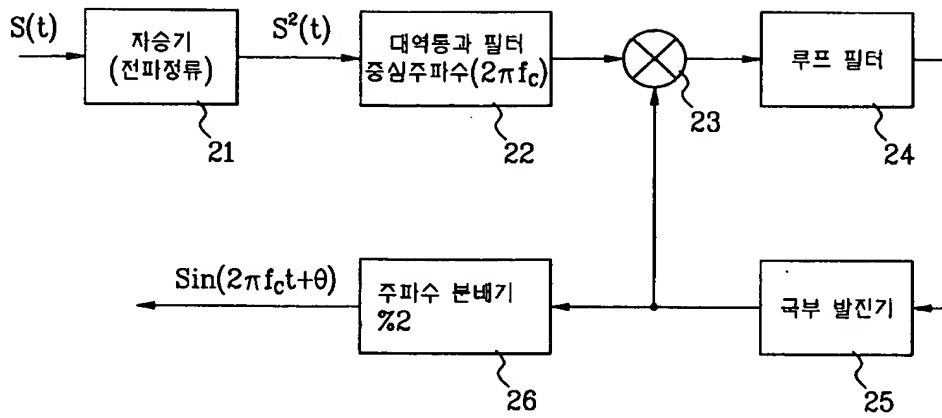 S(t)
자승기
(전파정류)
21
S²(t)
대역통과 필터
중심주파수(2πf_c)
22
23
루프 필터
24
Sin(2πf_ct+θ)
주파수 분배기
%2
26
국부 발진기
25